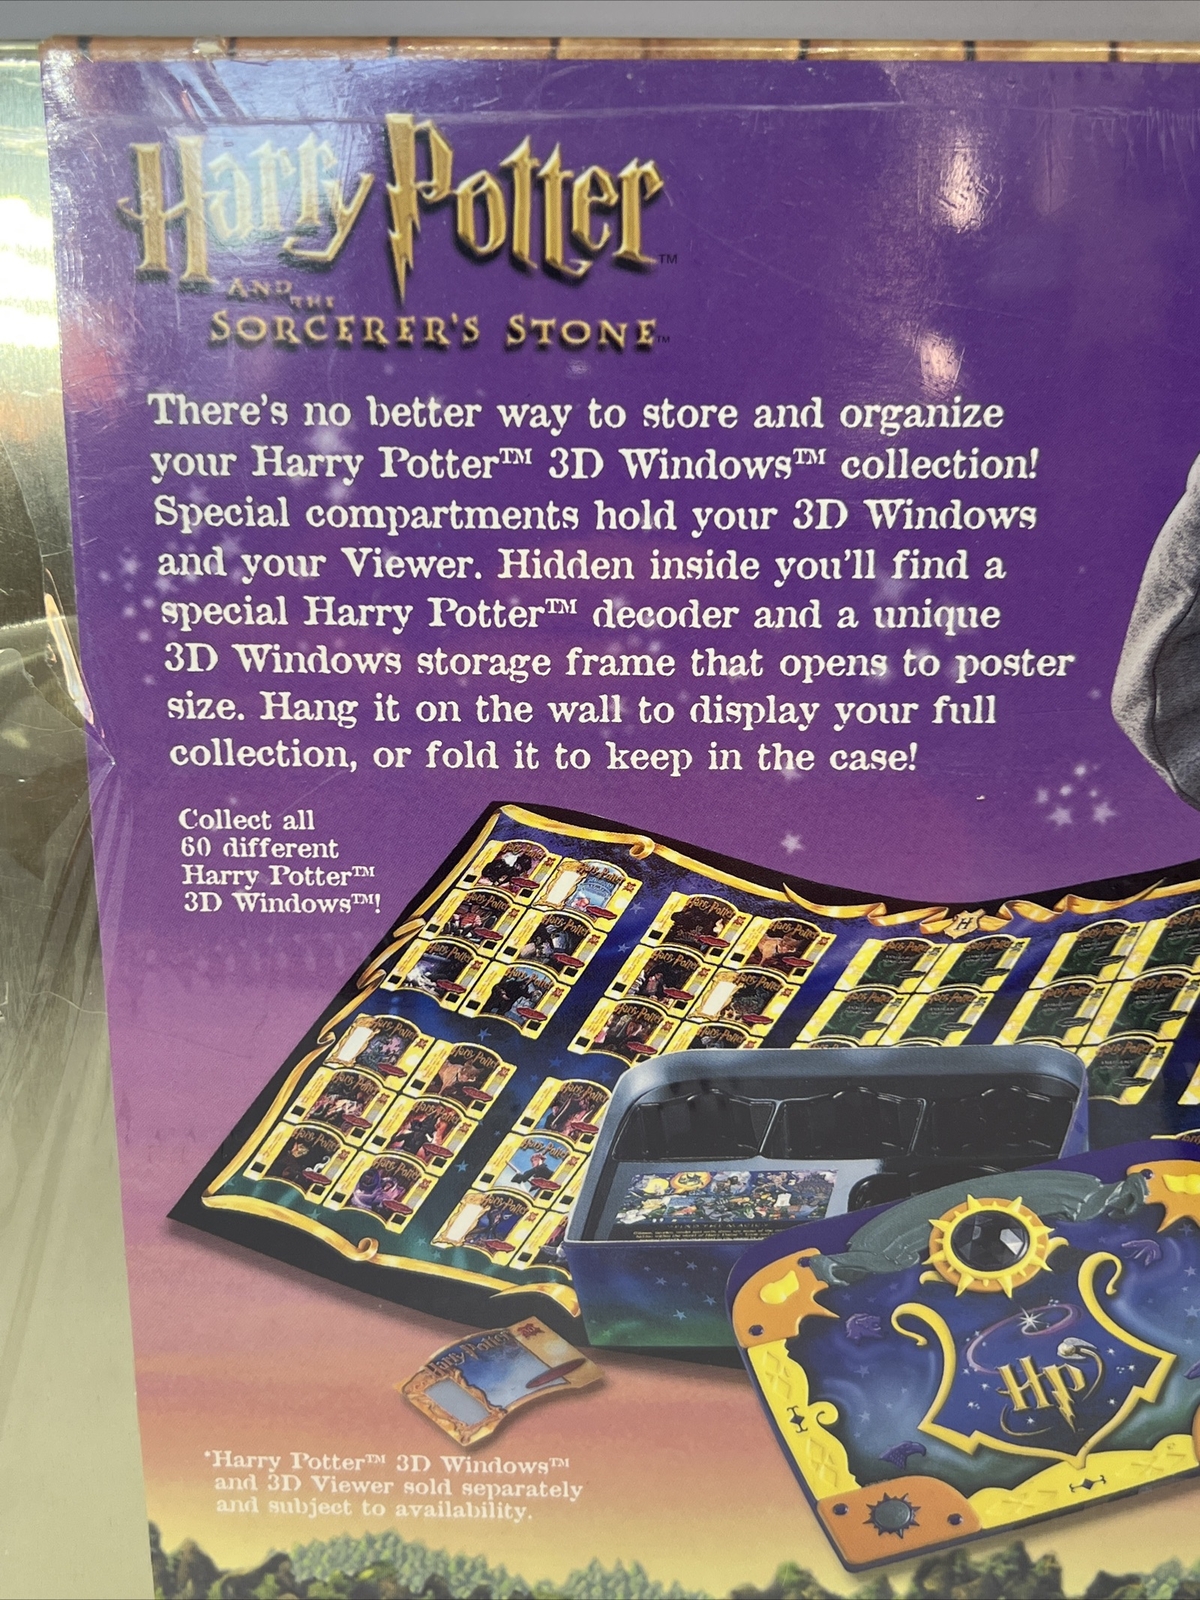 Harry Potter™
AND THE
SORCERER'S STONE™
There's no better way to store and organize
your Harry Potter™ 3D Windows™ collection!
Special compartments hold your 3D Windows
and your Viewer. Hidden inside you'll find a
special Harry Potter™ decoder and a unique
3D Windows storage frame that opens to poster
size. Hang it on the wall to display your full
collection, or fold it to keep in the case!
Collect all
60 different
Harry Potter™
3D Windows™!
H
Harry Potter
HP
*Harry Potter™ 3D Windows™
and 3D Viewer sold separately
and subject to availability.